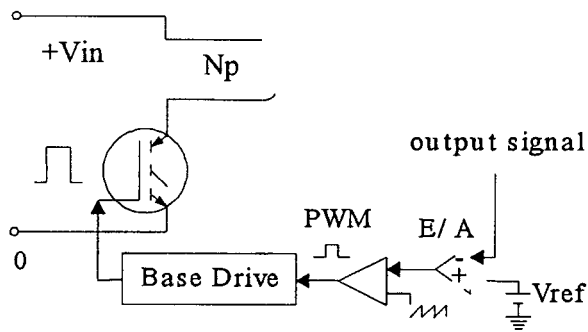 +Vin
Np
output signal
PWM
E/A
0
Base Drive
-
+
Vref